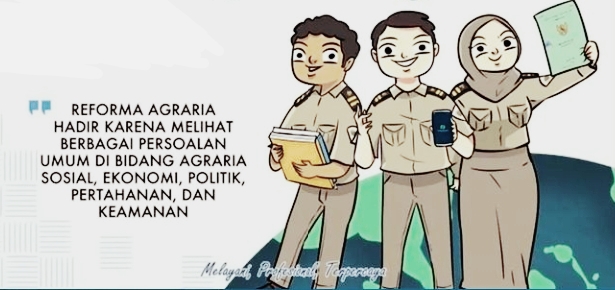 REFORMA AGRARIA
HADIR KARENA MELIHAT
BERBAGAI PERSOALAN
UMUM DI BIDANG AGRARIA
SOSIAL, EKONOMI, POLITIK,
PERTAHANAN, DAN
KEAMANAN
Melayani, Profesional, Terpercaya